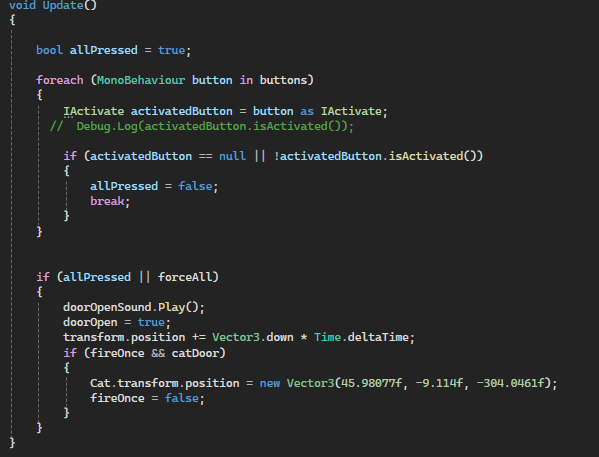 void Update()
{
bool allPressed = true;
foreach (MonoBehaviour button in buttons)
{
IActivate activatedButton = button as IActivate;
//  Debug.Log(activatedButton.isActivated());
if (activatedButton == null || !activatedButton.isActivated())
{
allPressed = false;
break;
}
}
if (allPressed || forceAll)
{
doorOpenSound.Play();
doorOpen = true;
transform.position += Vector3.down * Time.deltaTime;
if (fireOnce && catDoor)
{
Cat.transform.position = new Vector3(45.98077f, -9.114f, -304.0461f);
fireOnce = false;
}
}
}